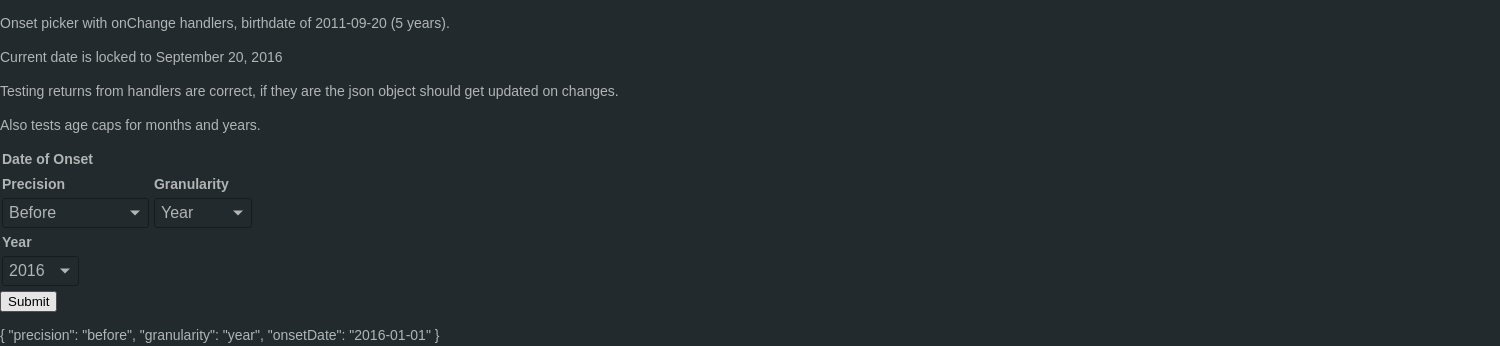 Onset picker with onChange handlers, birthdate of 2011-09-20 (5 years).
Current date is locked to September 20, 2016
Testing returns from handlers are correct, if they are the json object should get updated on changes.
Also tests age caps for months and years.
Date of Onset
Precision Granularity
Before Year
Year
2016
Submit
{ "precision": "before", "granularity": "year", "onsetDate": "2016-01-01" }